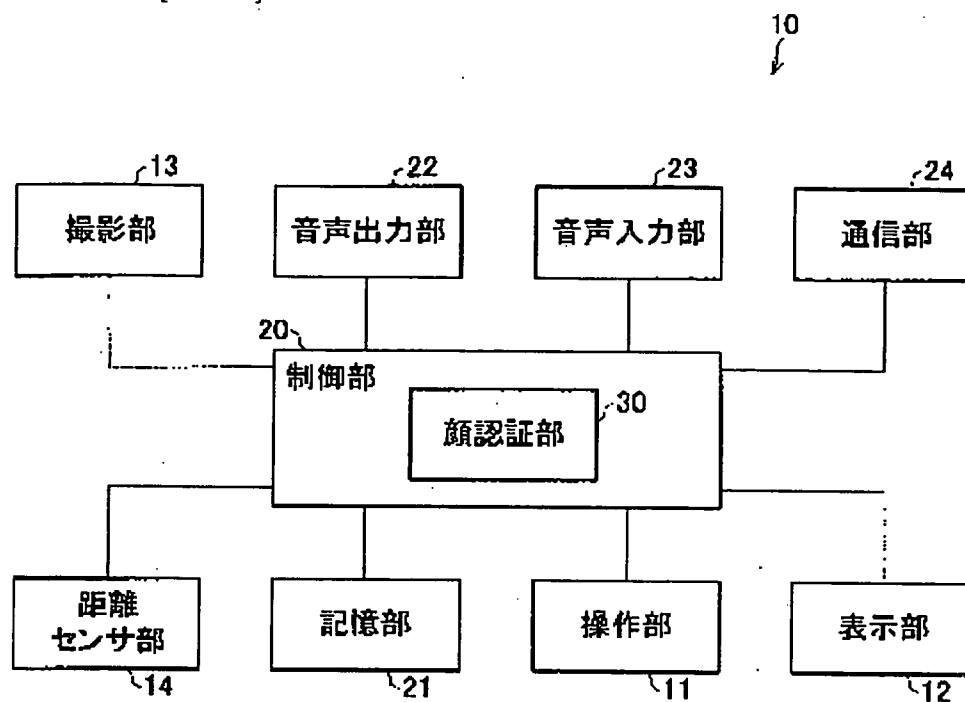 10
13
22
23
24
撮影部
音声出力部
音声入力部
通信部
20
制御部
30
顔認証部
距離
センサ部
記憶部
操作部
表示部
14
21
11
12